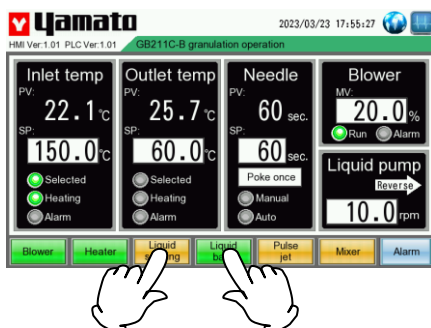 Yamato
2023/03/23 17:55:27
HMI Ver:1.01 PLC Ver:1.01
GB211C-B granulation operation
Inlet temp
PV:
22.1 ℃
SP:
150.0 ℃
Selected
Heating
Alarm
Outlet temp
PV:
25.7 ℃
SP:
60.0 ℃
Selected
Heating
Alarm
Needle
PV:
60 sec.
SP:
60 sec.
Poke once
Manual
Auto
Blower
MV:
20.0 %
Run Alarm
Liquid pump
Reverse
10.0 rpm
Blower
Heater
Liquid
Liquid
Pulse
jet
Mixer
Alarm